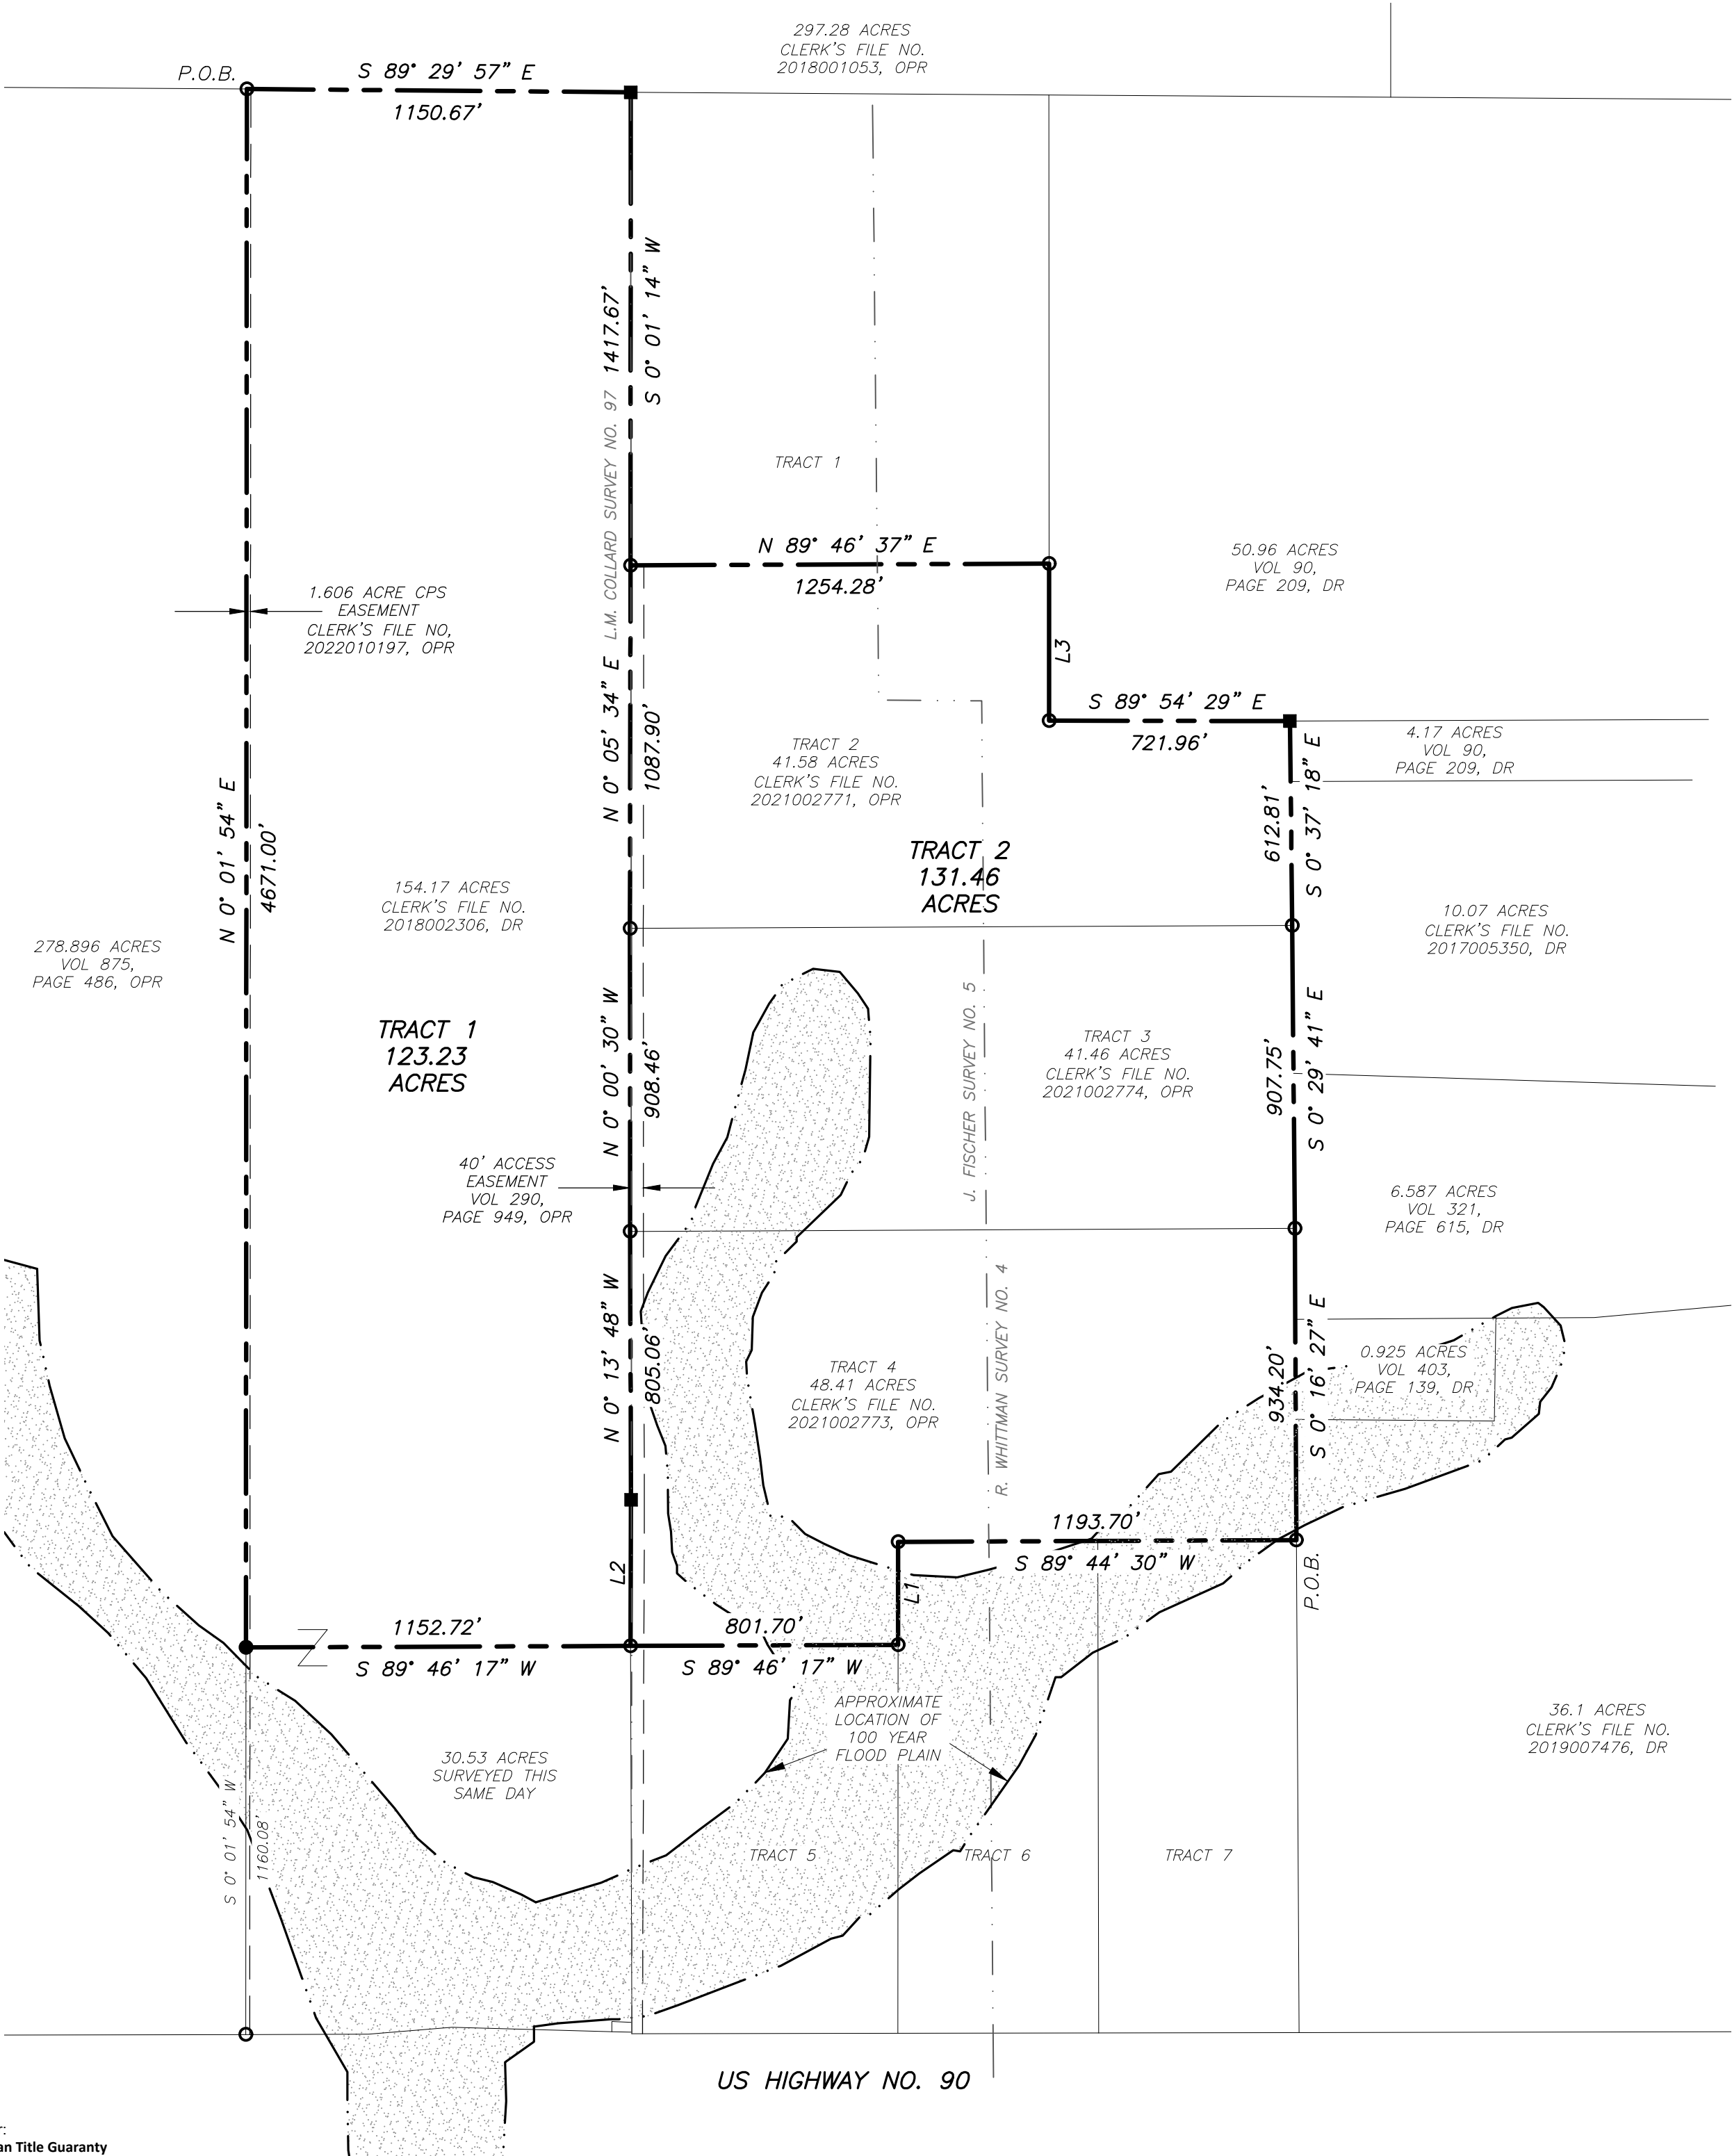 297.28 ACRES
CLERK'S FILE NO.
2018001053, OPR
P.O.B.
S 89° 29' 57" E
1150.67'
1417.67'
S 0° 01' 14" W
L.M. COLLARD SURVEY NO. 97
TRACT 1
N 89° 46' 37" E
1254.28'
50.96 ACRES
VOL 90,
PAGE 209, DR
1.606 ACRE CPS
EASEMENT
CLERK'S FILE NO,
2022010197, OPR
L3
N 0° 05' 34" E
1087.90'
S 89° 54' 29" E
721.96'
4.17 ACRES
VOL 90,
PAGE 209, DR
TRACT 2
41.58 ACRES
CLERK'S FILE NO.
2021002771, OPR
612.81'
S 0° 37' 18" E
N 0° 01' 54" E
4671.00'
TRACT 2
131.46
ACRES
154.17 ACRES
CLERK'S FILE NO.
2018002306, DR
10.07 ACRES
CLERK'S FILE NO.
2017005350, DR
278.896 ACRES
VOL 875,
PAGE 486, OPR
TRACT 1
123.23
ACRES
N 0° 00' 30" W
908.46'
J. FISCHER SURVEY NO. 5
TRACT 3
41.46 ACRES
CLERK'S FILE NO.
2021002774, OPR
907.75'
S 0° 29' 41" E
40' ACCESS
EASEMENT
VOL 290,
PAGE 949, OPR
6.587 ACRES
VOL 321,
PAGE 615, DR
N 0° 13' 48" W
805.06'
R. WHITTMAN SURVEY NO. 4
TRACT 4
48.41 ACRES
CLERK'S FILE NO.
2021002773, OPR
934.20'
S 0° 16' 27" E
0.925 ACRES
VOL 403,
PAGE 139, DR
1193.70'
S 89° 44' 30" W
P.O.B.
L2
L1
1152.72'
S 89° 46' 17" W
801.70'
S 89° 46' 17" W
APPROXIMATE
LOCATION OF
100 YEAR
FLOOD PLAIN
36.1 ACRES
CLERK'S FILE NO.
2019007476, DR
30.53 ACRES
SURVEYED THIS
SAME DAY
S 0° 01' 54" W
1160.08'
TRACT 5
TRACT 6
TRACT 7
US HIGHWAY NO. 90
r:
an Title Guaranty